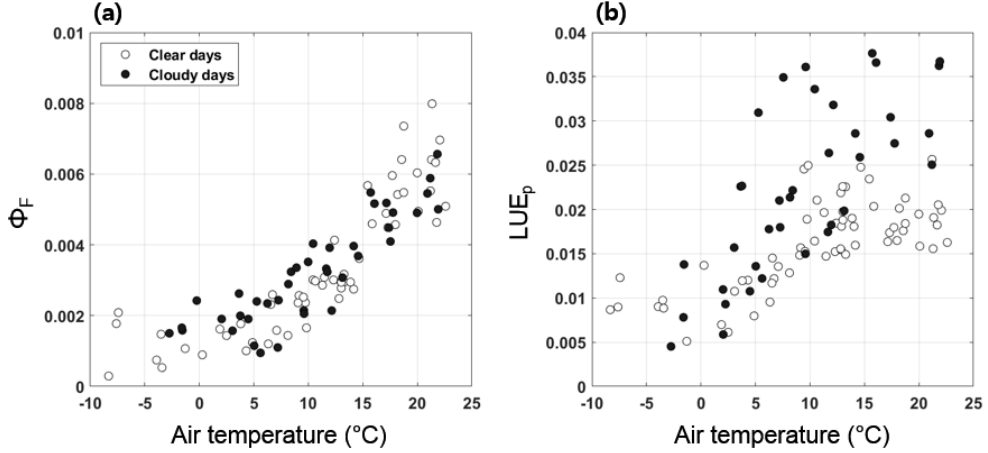 (a)
0.01
0.008
0.006
0.004
0.002
0
-10 -5 0 5 10 15 20 25
Φ_F
Air temperature (°C)
Clear days
Cloudy days
(b)
0.04
0.035
0.03
0.025
0.02
0.015
0.01
0.005
0
-10 -5 0 5 10 15 20 25
LUE_p
Air temperature (°C)